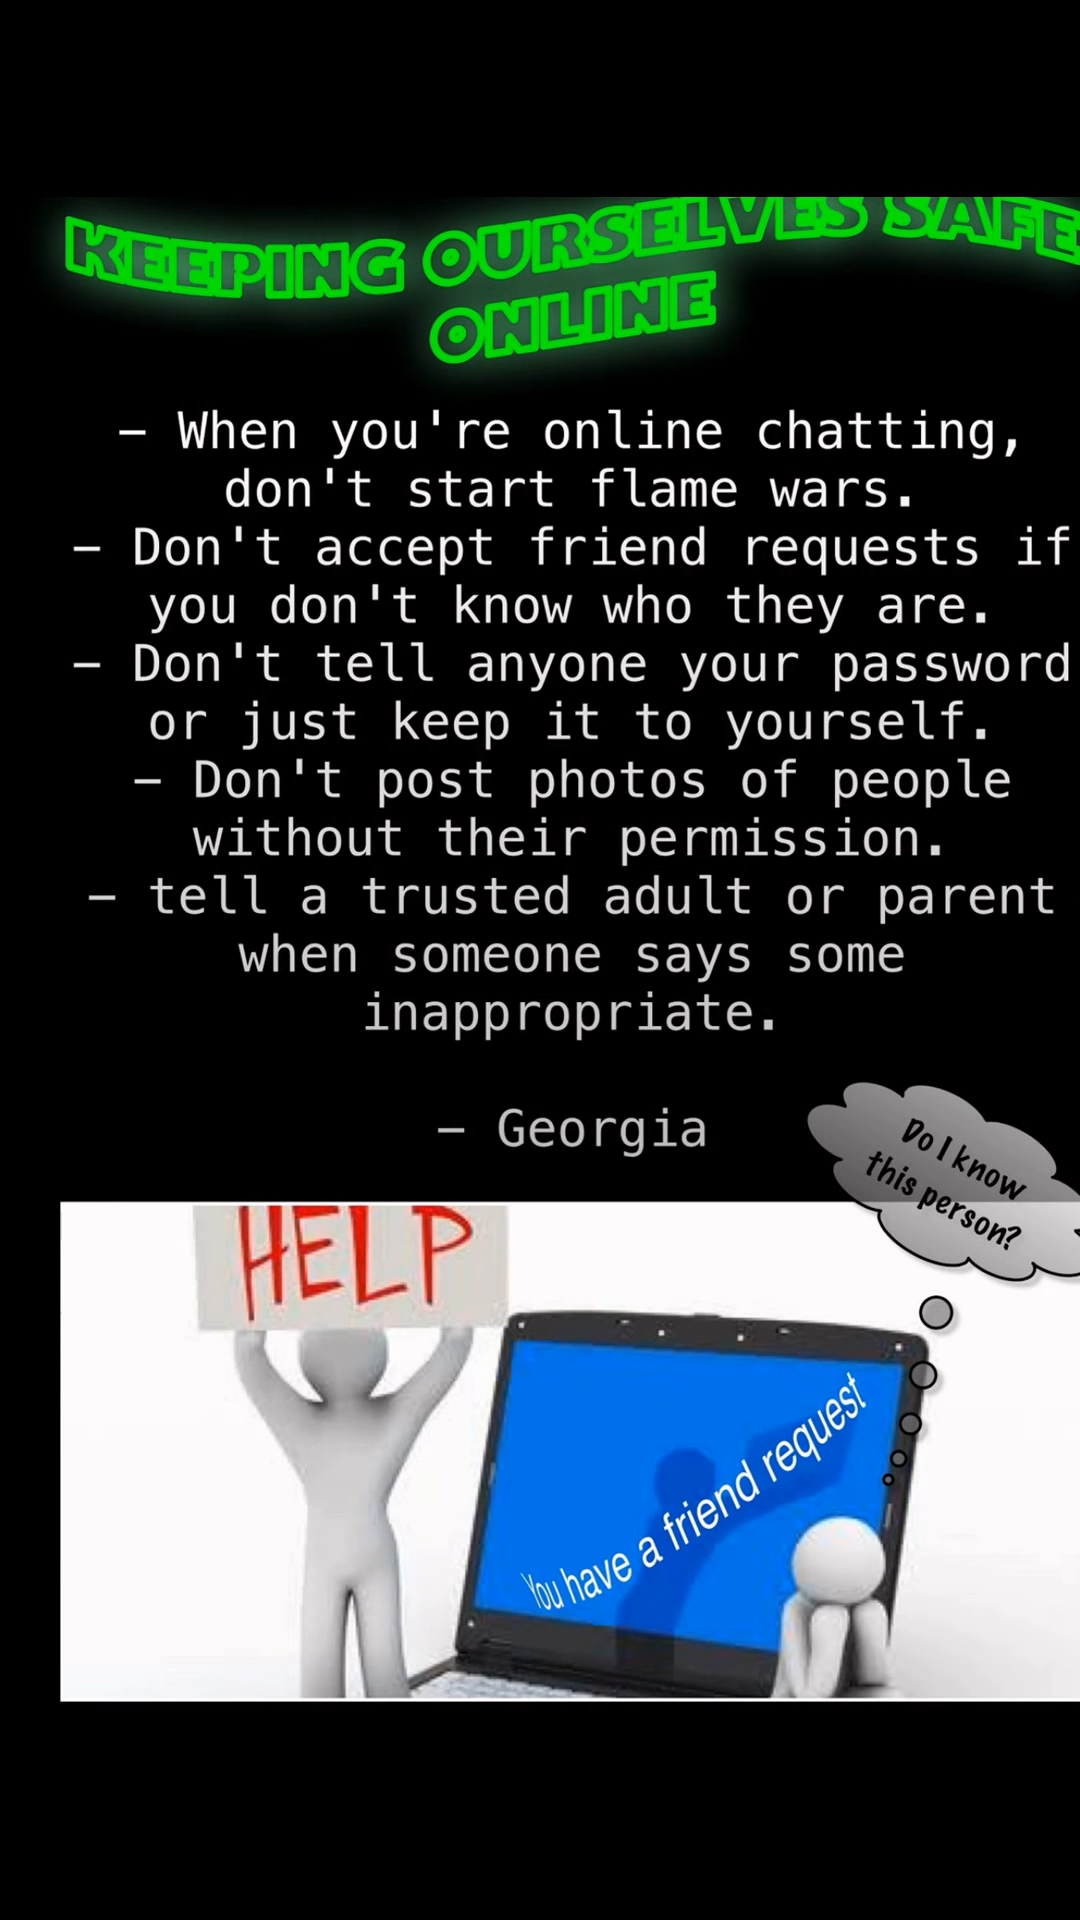 KEEPING OURSELVES SAFE
ONLINE
- When you're online chatting,
don't start flame wars.
- Don't accept friend requests if
you don't know who they are.
- Don't tell anyone your password
or just keep it to yourself.
- Don't post photos of people
without their permission.
- tell a trusted adult or parent
when someone says some
inappropriate.
- Georgia
Do I know
this person?
HELP
You have a friend request